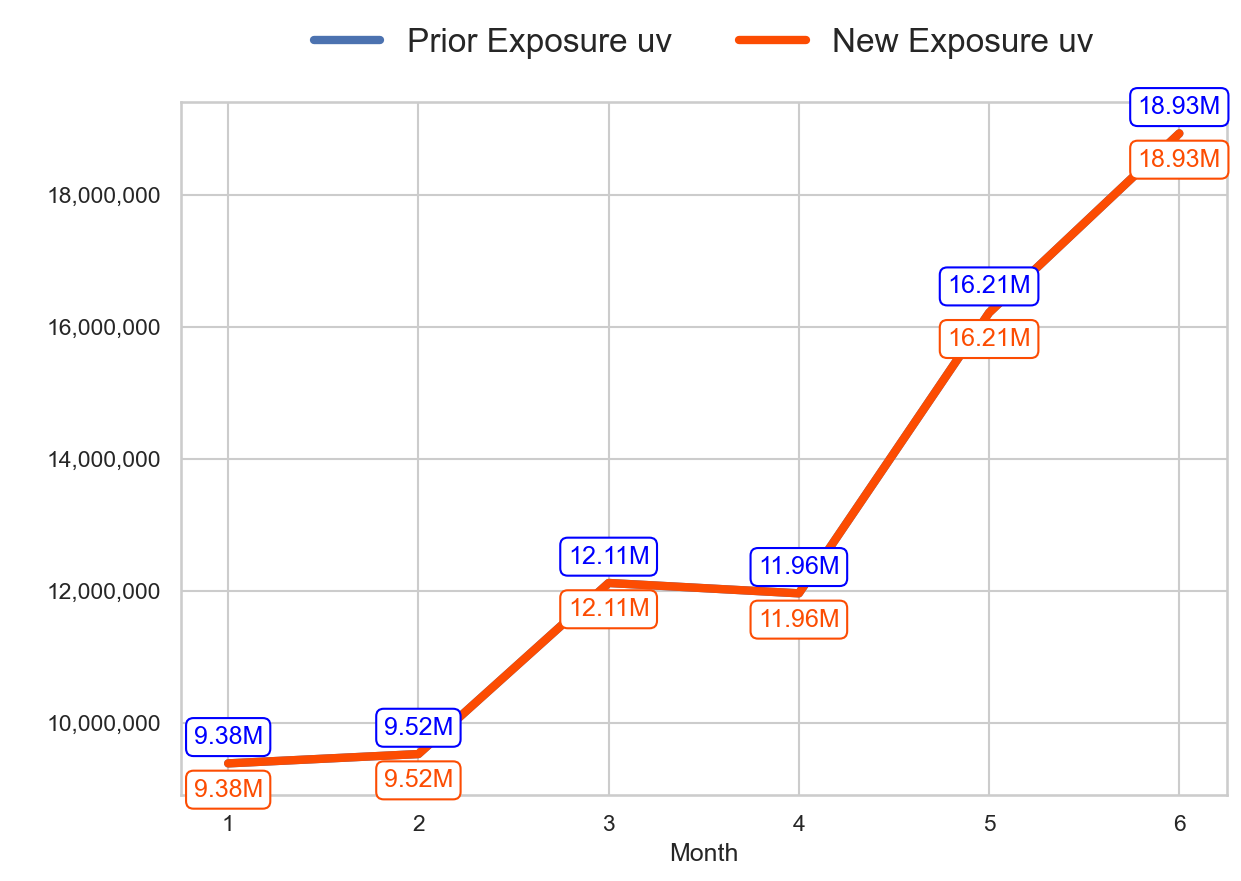 Prior Exposure uv New Exposure uv
18.93M
18.93M
18,000,000
16.21M
16,000,000
16.21M
14,000,000
12.11M
11.96M
12,000,000
12.11M
11.96M
10,000,000
9.52M
9.38M
9.52M
9.38M
1 2 3 4 5 6
Month